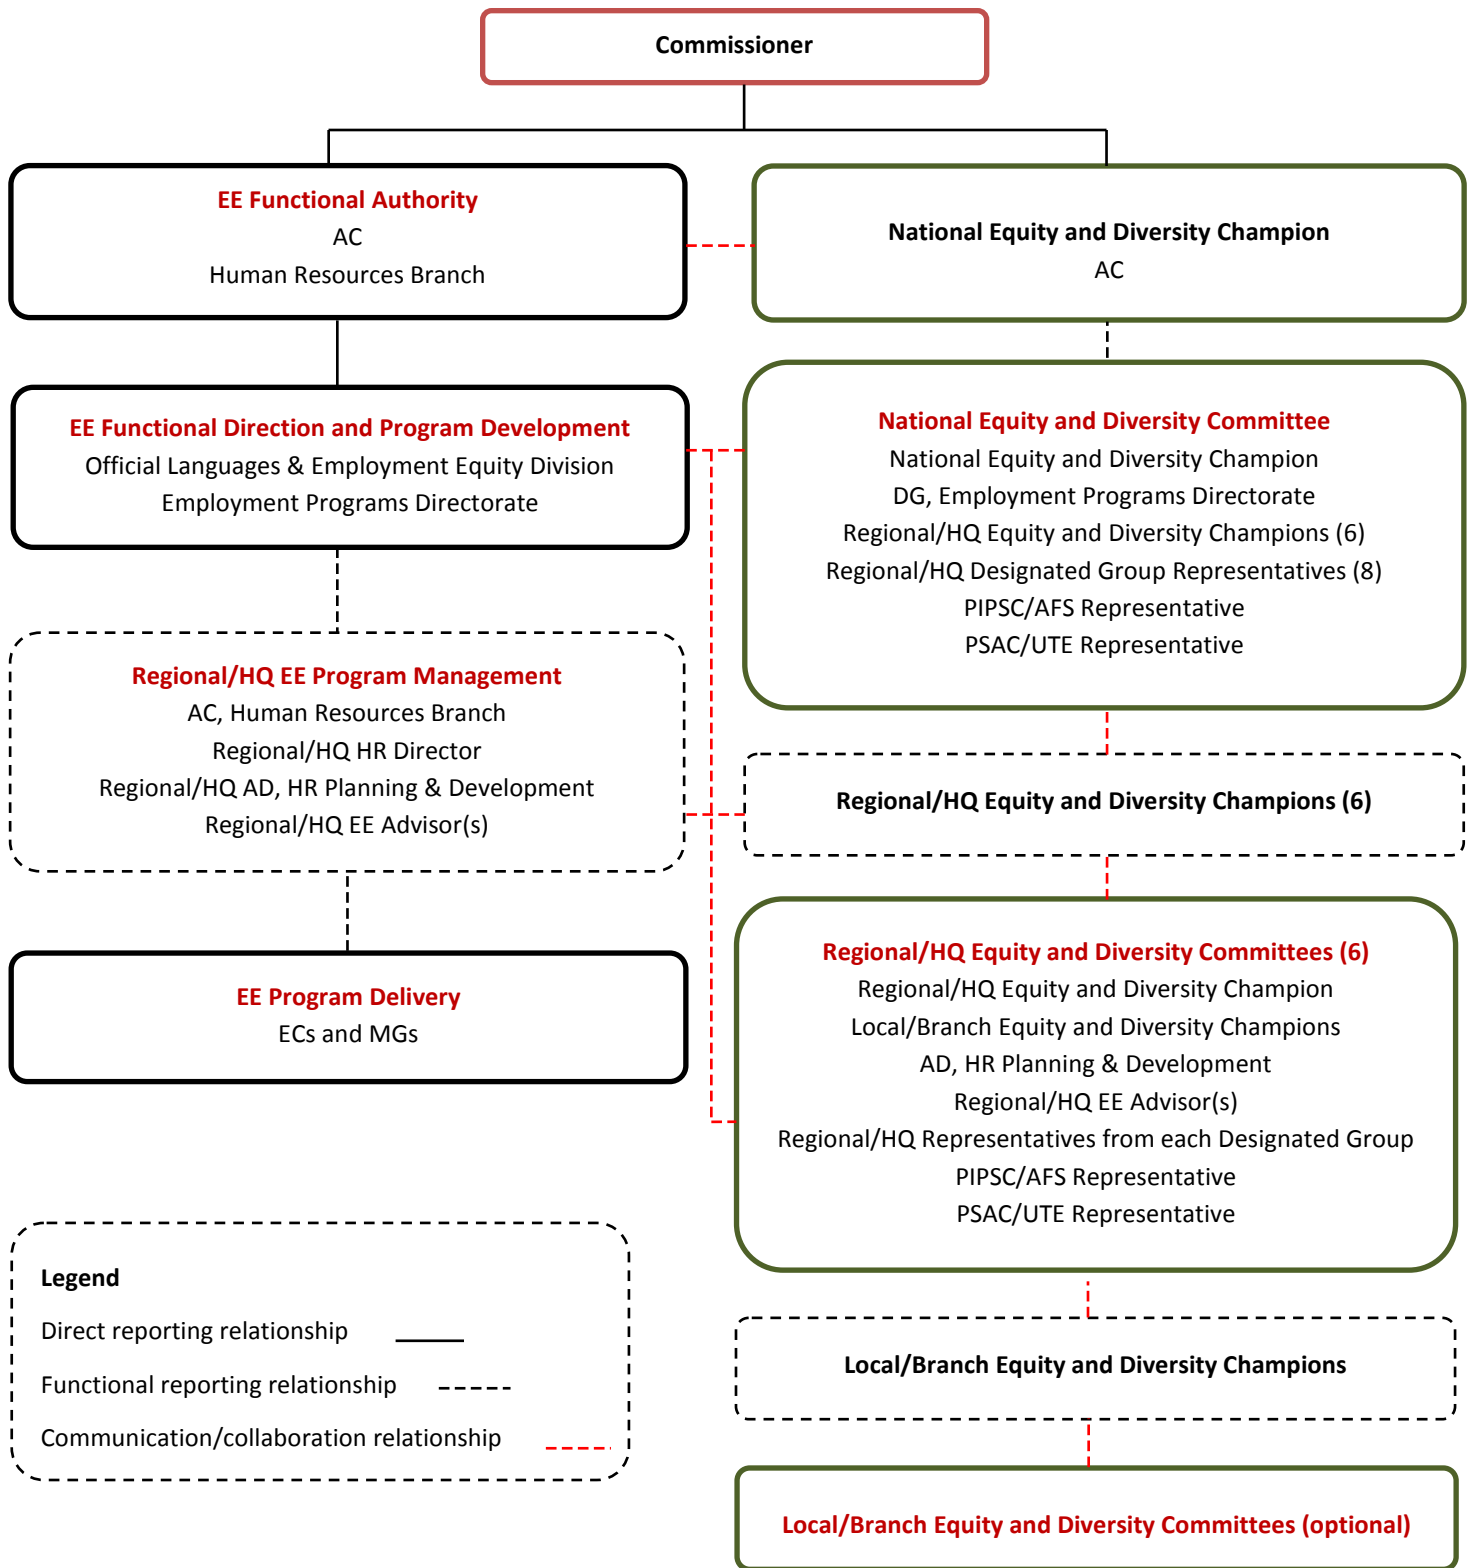 Commissioner
EE Functional Authority
AC
Human Resources Branch
National Equity and Diversity Champion
AC
EE Functional Direction and Program Development
Official Languages & Employment Equity Division
Employment Programs Directorate
National Equity and Diversity Committee
National Equity and Diversity Champion
DG, Employment Programs Directorate
Regional/HQ Equity and Diversity Champions (6)
Regional/HQ Designated Group Representatives (8)
PIPSC/AFS Representative
PSAC/UTE Representative
Regional/HQ EE Program Management
AC, Human Resources Branch
Regional/HQ HR Director
Regional/HQ AD, HR Planning & Development
Regional/HQ EE Advisor(s)
Regional/HQ Equity and Diversity Champions (6)
EE Program Delivery
ECs and MGs
Regional/HQ Equity and Diversity Committees (6)
Regional/HQ Equity and Diversity Champion
Local/Branch Equity and Diversity Champions
AD, HR Planning & Development
Regional/HQ EE Advisor(s)
Regional/HQ Representatives from each Designated Group
PIPSC/AFS Representative
PSAC/UTE Representative
Legend
Direct reporting relationship
Functional reporting relationship
Communication/collaboration relationship
Local/Branch Equity and Diversity Champions
Local/Branch Equity and Diversity Committees (optional)